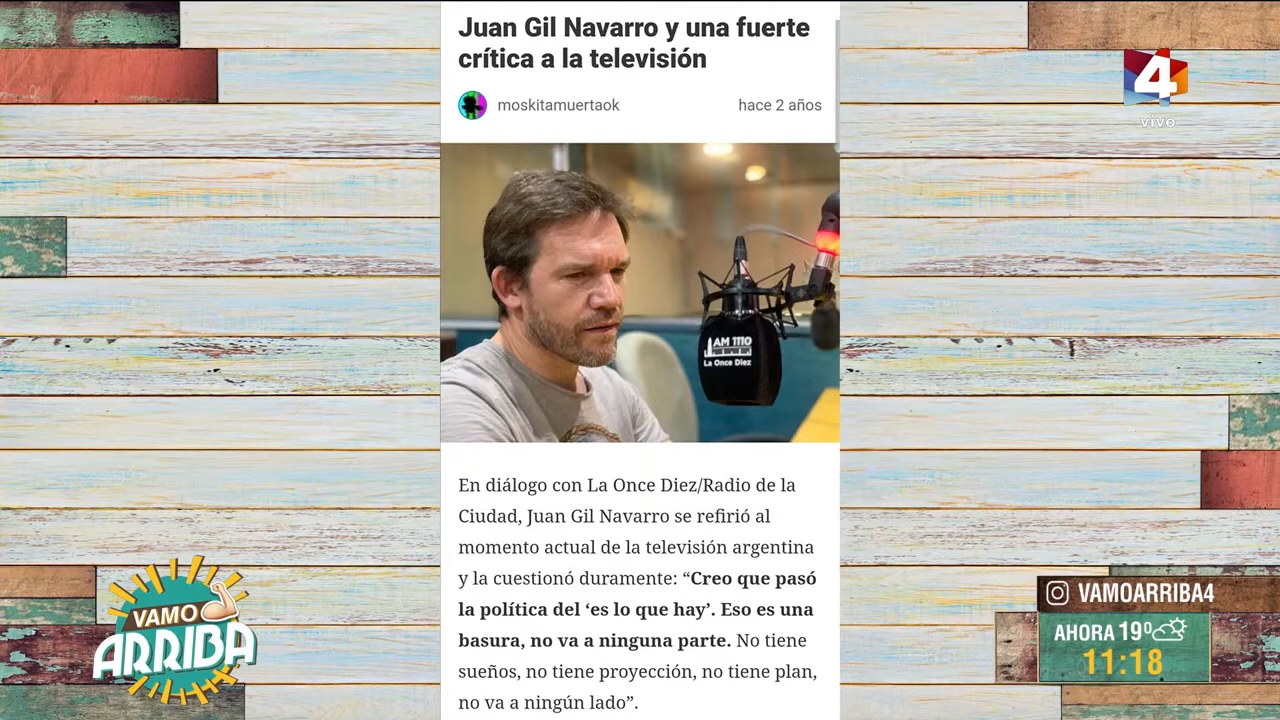 Juan Gil Navarro y una fuerte
crítica a la televisión
moskitamuertaok
hace 2 años
4
vivo
AM 1110
La Once Diez
En diálogo con La Once Diez/Radio de la
Ciudad, Juan Gil Navarro se refirió al
momento actual de la televisión argentina
y la cuestionó duramente: “Creo que pasó
la política del ‘es lo que hay’. Eso es una
basura, no va a ninguna parte. No tiene
sueños, no tiene proyección, no tiene plan,
no va a ningún lado”.
VAMO
ARRIBA
VAMOARRIBA4
AHORA 19º
11:18